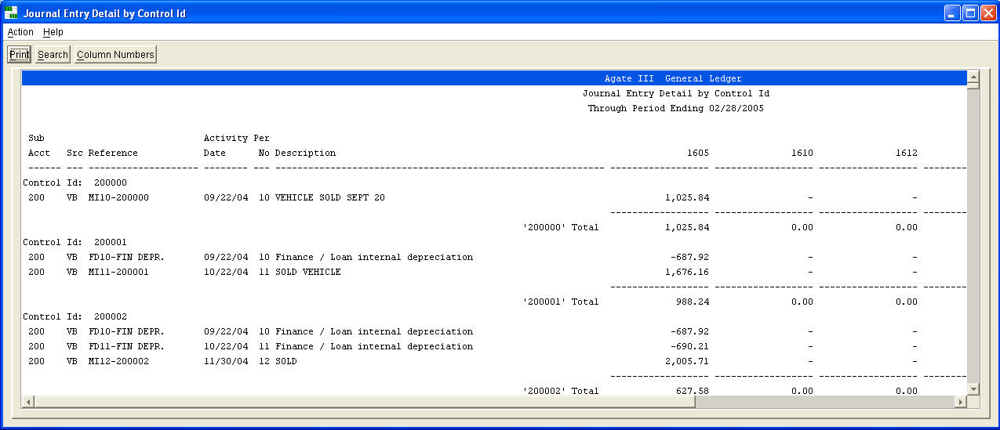 Journal Entry Detail by Control Id
Action Help
Print Search Column Numbers
Agate III General Ledger
Journal Entry Detail by Control Id
Through Period Ending 02/28/2005
Sub Activity Per
Acct Src Reference Date No Description 1605 1610 1612
------ --- -------------------- -------- --- ------------------------------------------------------------ ------------------ ------------------ ------------------ --------
Control Id: 200000
200 VB MI10-200000 09/22/04 10 VEHICLE SOLD SEPT 20 1,025.84 - -
------------------ ------------------ ------------------ --------
'200000' Total 1,025.84 0.00 0.00
Control Id: 200001
200 VB FD10-FIN DEPR. 09/22/04 10 Finance / Loan internal depreciation -687.92 - -
200 VB MI11-200001 10/22/04 11 SOLD VEHICLE 1,676.16 - -
------------------ ------------------ ------------------ --------
'200001' Total 988.24 0.00 0.00
Control Id: 200002
200 VB FD10-FIN DEPR. 09/22/04 10 Finance / Loan internal depreciation -687.92 - -
200 VB FD11-FIN DEPR. 10/22/04 11 Finance / Loan internal depreciation -690.21 - -
200 VB MI12-200002 11/30/04 12 SOLD 2,005.71 - -
------------------ ------------------ ------------------ --------
'200002' Total 627.58 0.00 0.00